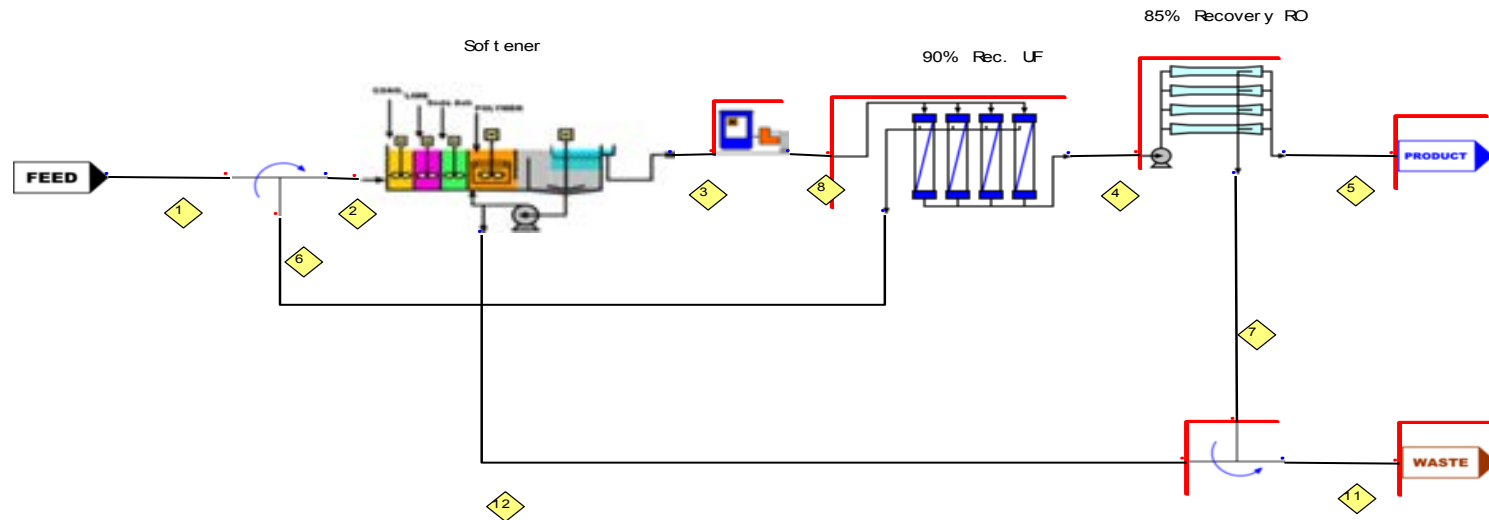 85% Recovery RO
Softener
90% Rec. UF
LIME
POLYMER
FEED
PRODUCT
1
2
3
8
4
5
6
7
WASTE
12
11